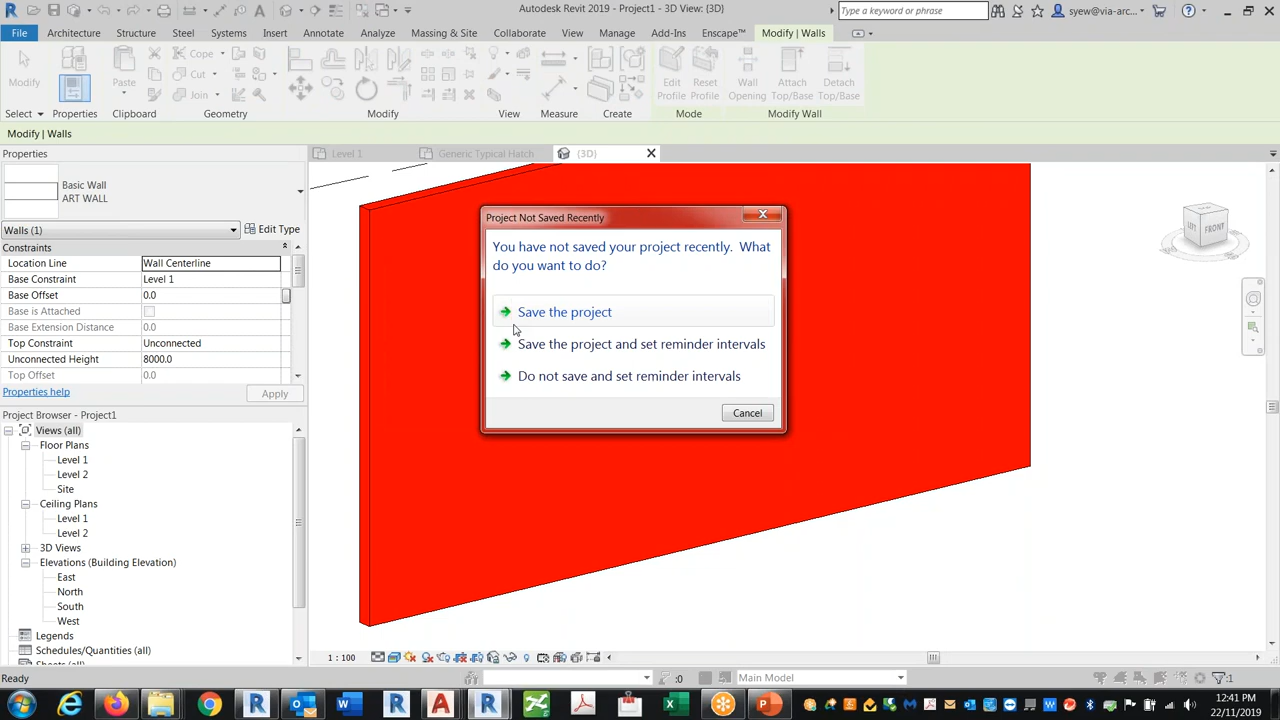 Autodesk Revit 2019 - Project1 - 3D View: {3D}
Type a keyword or phrase
syew@via-arc...
File Architecture Structure Steel Systems Insert Annotate Analyze Massing & Site Collaborate View Manage Add-Ins Enscape™ Modify | Walls
Modify
Paste
Cope
Cut
Join
Edit Profile
Reset Profile
Wall Opening
Attach Top/Base
Detach Top/Base
Select Properties Clipboard Geometry Modify View Measure Create Mode Modify Wall
Modify | Walls
Properties
Level 1
Generic Typical Hatch
{3D}
Basic Wall
ART WALL
Walls (1)
Edit Type
Constraints
Location Line Wall Centerline
Base Constraint Level 1
Base Offset 0.0
Base is Attached
Base Extension Distance 0.0
Top Constraint Unconnected
Unconnected Height 8000.0
Top Offset 0.0
Properties help
Apply
Project Browser - Project1
Views (all)
Floor Plans
Level 1
Level 2
Site
Ceiling Plans
Level 1
Level 2
3D Views
Elevations (Building Elevation)
East
North
South
West
Legends
Schedules/Quantities (all)
Sheets (all)
Project Not Saved Recently
You have not saved your project recently. What
do you want to do?
Save the project
Save the project and set reminder intervals
Do not save and set reminder intervals
Cancel
LEFT
FRONT
1 : 100
Ready
:0
Main Model
:1
12:41 PM
22/11/2019